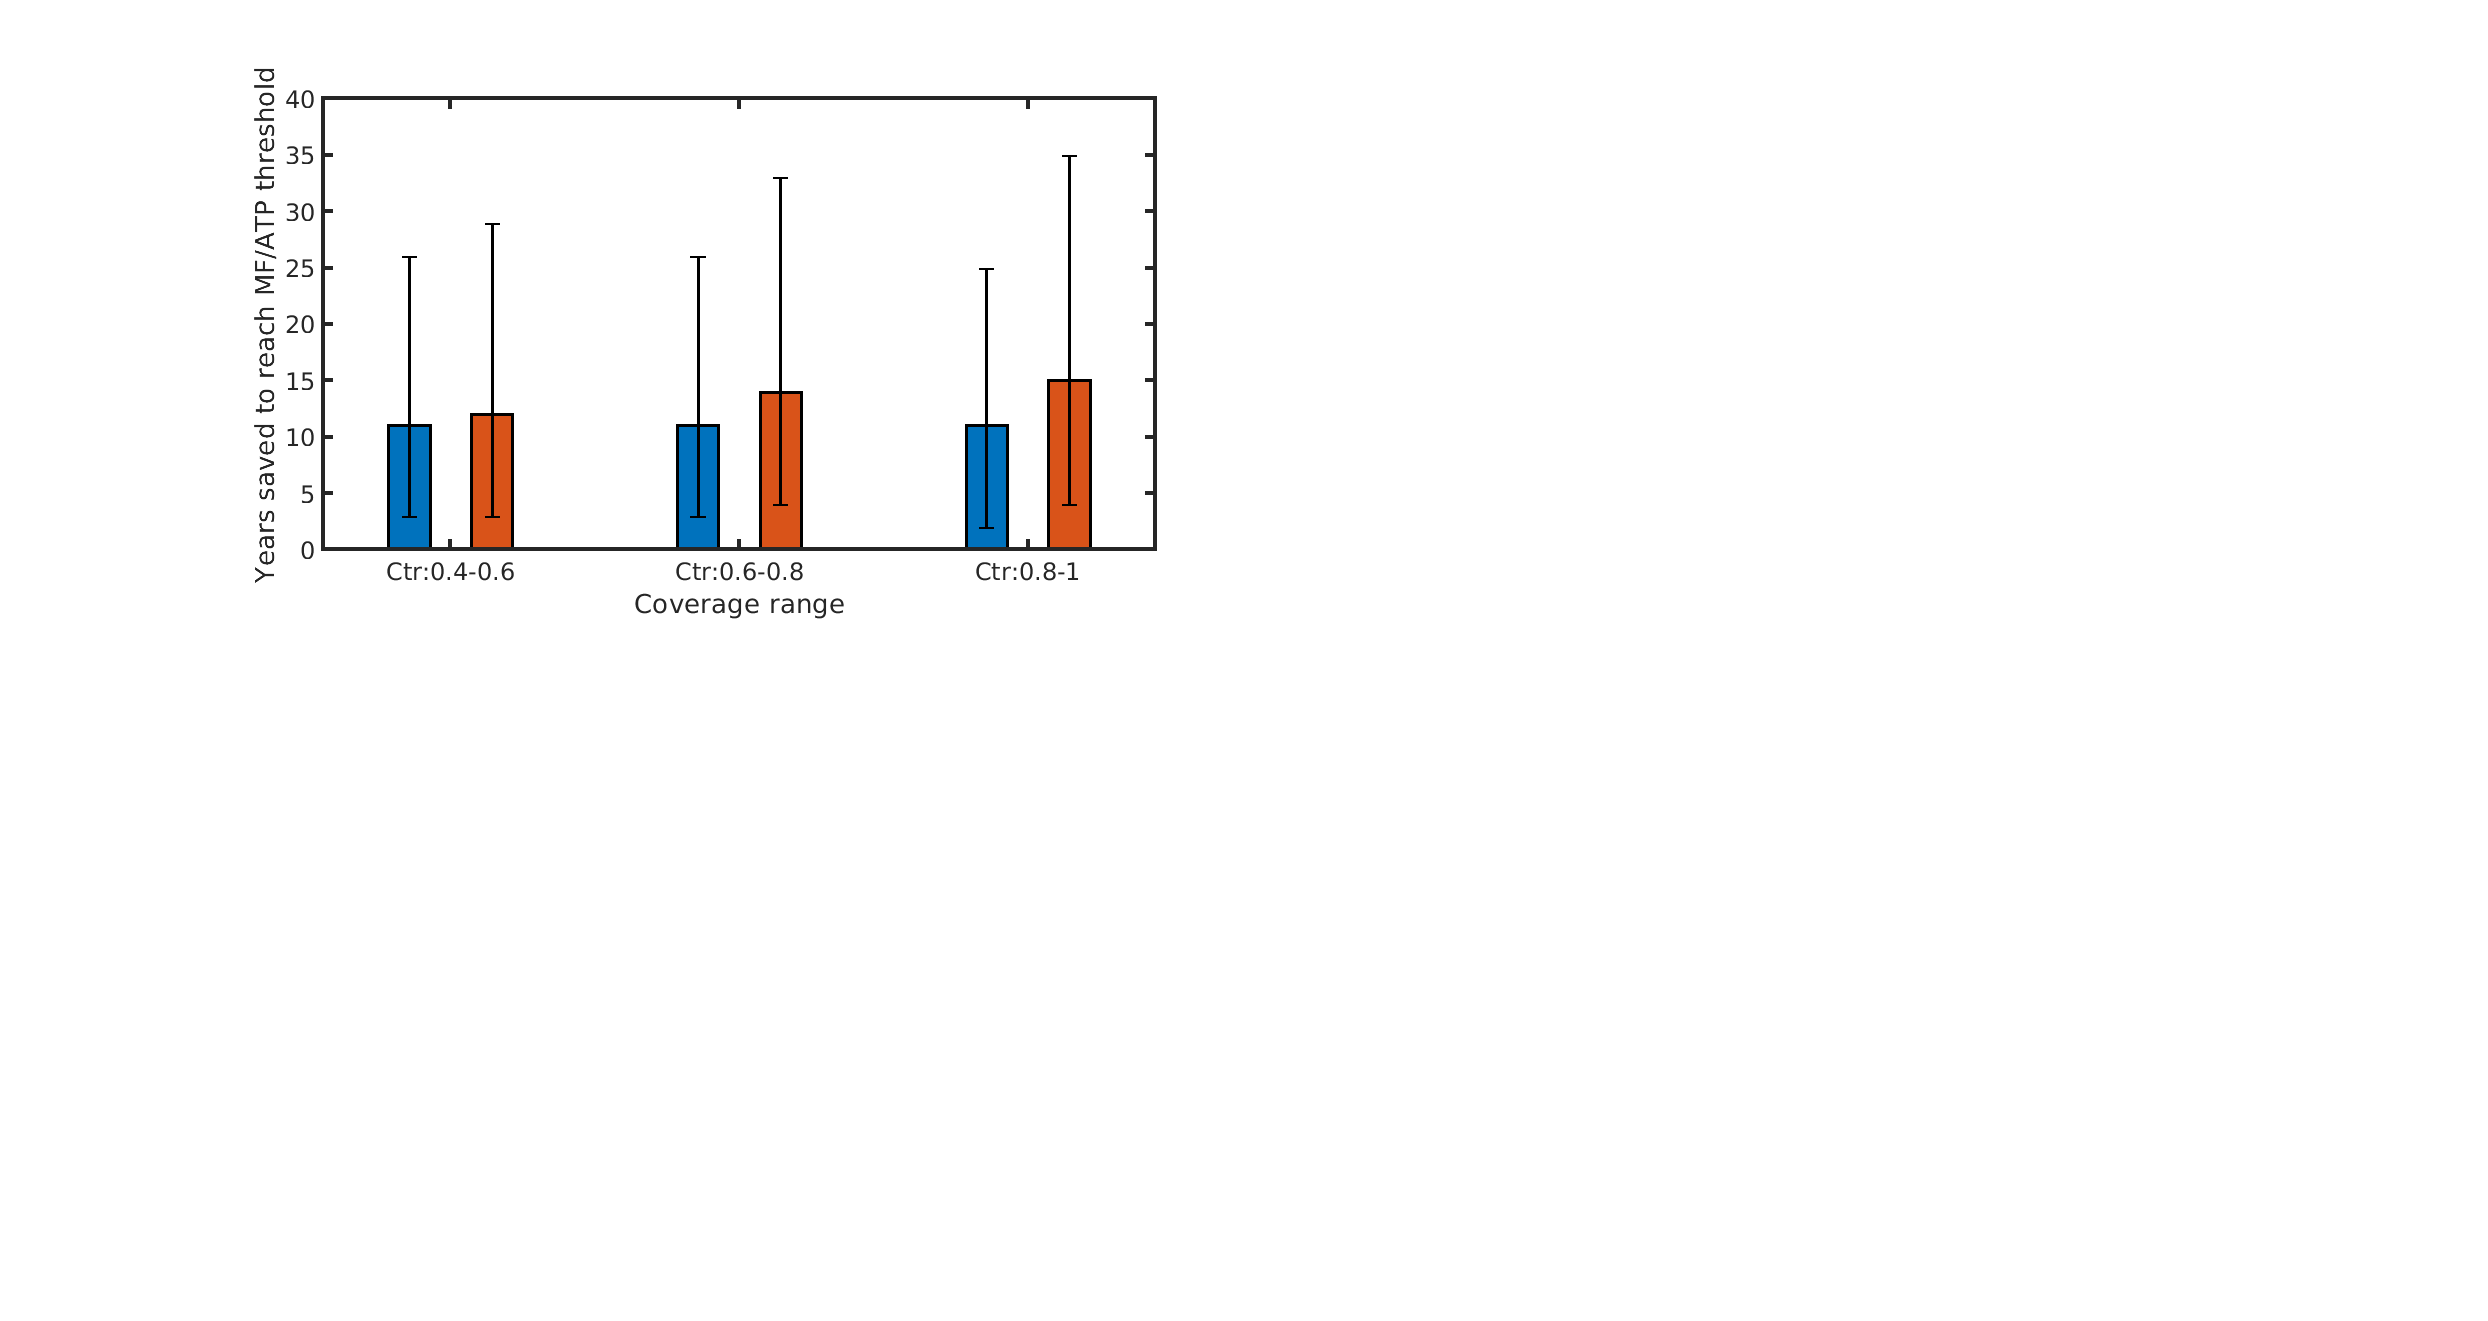 Years saved to reach MF/ATP threshold
40
35
30
25
20
15
10
5
0
Ctr:0.4-0.6
Ctr:0.6-0.8
Ctr:0.8-1
Coverage range